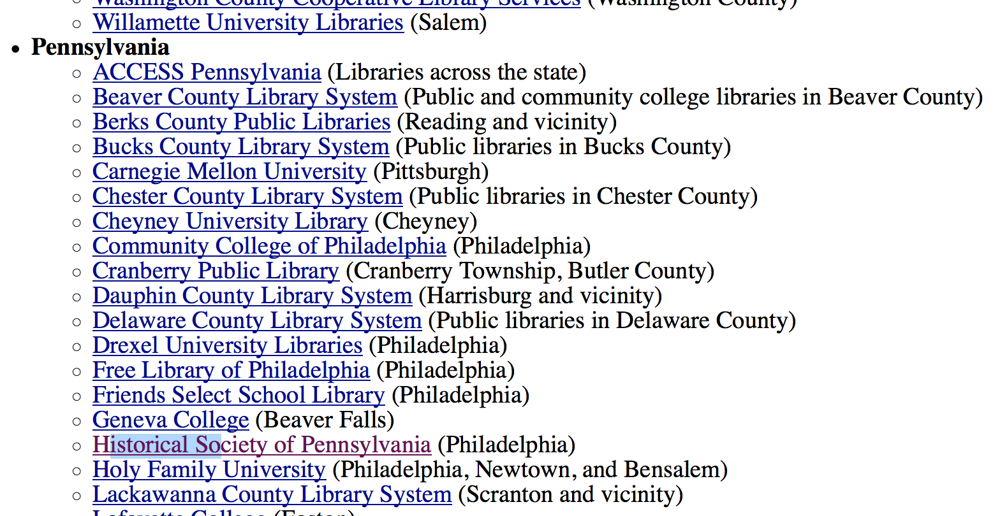 Washington County Cooperative Library Services (Washington County)
Willamette University Libraries (Salem)
Pennsylvania
ACCESS Pennsylvania (Libraries across the state)
Beaver County Library System (Public and community college libraries in Beaver County)
Berks County Public Libraries (Reading and vicinity)
Bucks County Library System (Public libraries in Bucks County)
Carnegie Mellon University (Pittsburgh)
Chester County Library System (Public libraries in Chester County)
Cheyney University Library (Cheyney)
Community College of Philadelphia (Philadelphia)
Cranberry Public Library (Cranberry Township, Butler County)
Dauphin County Library System (Harrisburg and vicinity)
Delaware County Library System (Public libraries in Delaware County)
Drexel University Libraries (Philadelphia)
Free Library of Philadelphia (Philadelphia)
Friends Select School Library (Philadelphia)
Geneva College (Beaver Falls)
Historical Society of Pennsylvania (Philadelphia)
Holy Family University (Philadelphia, Newtown, and Bensalem)
Lackawanna County Library System (Scranton and vicinity)
Lafayette College (Easton)